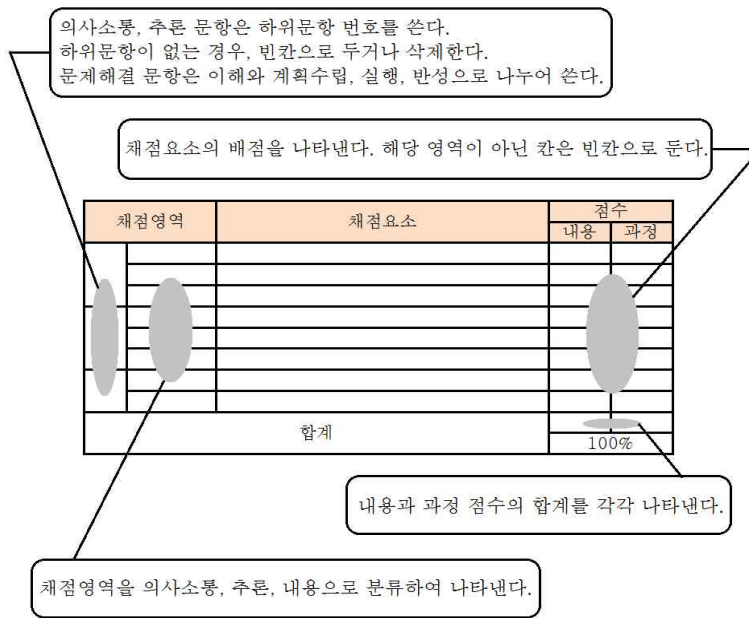 의사소통, 추론 문항은 하위문항 번호를 쓴다.
하위문항이 없는 경우, 빈칸으로 두거나 삭제한다.
문제해결 문항은 이해와 계획수립, 실행, 반성으로 나누어 쓴다.
채점요소의 배점을 나타낸다. 해당 영역이 아닌 칸은 빈칸으로 둔다.
채점영역
채점요소
점수
내용
과정
합계
100%
내용과 과정 점수의 합계를 각각 나타낸다.
채점영역을 의사소통, 추론, 내용으로 분류하여 나타낸다.